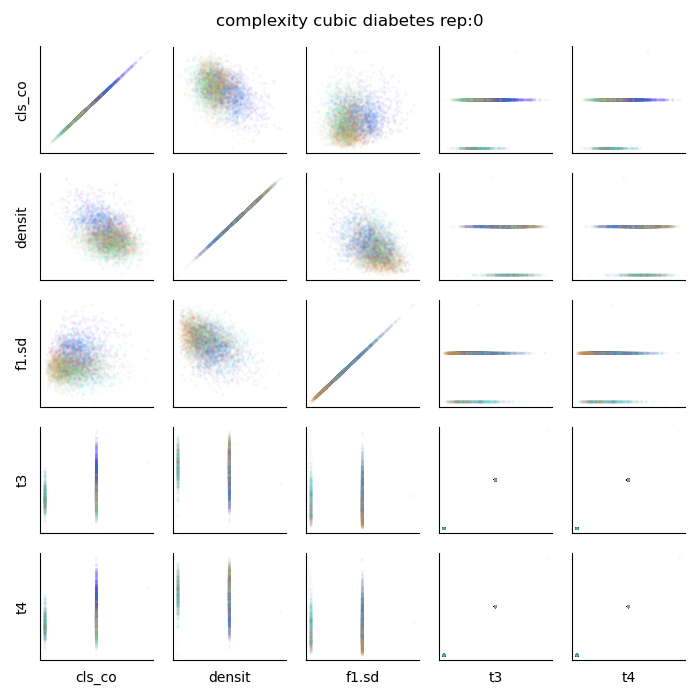 complexity cubic diabetes rep:0
cls_co
densit
f1.sd
t3
t4
cls_co densit f1.sd t3 t4